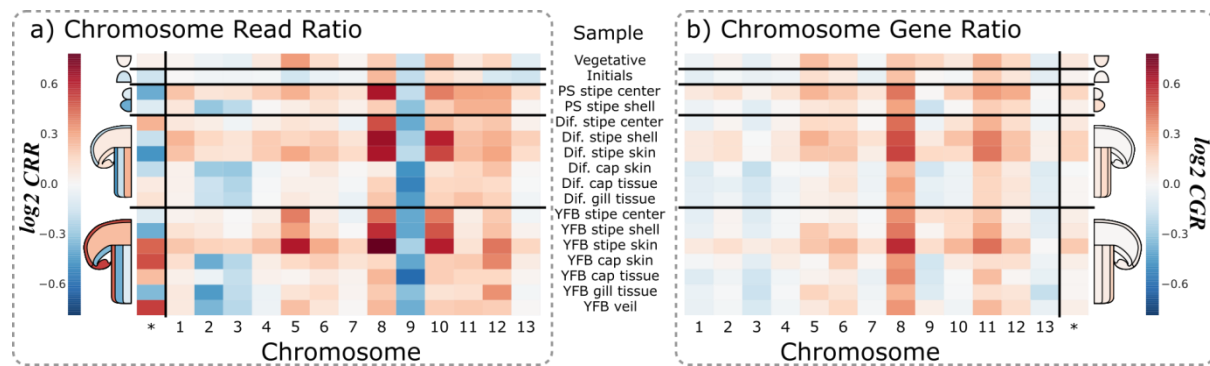 a) Chromosome Read Ratio
Sample
b) Chromosome Gene Ratio
log2 CRR
0.6
0.3
0.0
−0.3
−0.6
Vegetative
Initials
PS stipe center
PS stipe shell
Dif. stipe center
Dif. stipe shell
Dif. stipe skin
Dif. cap skin
Dif. cap tissue
Dif. gill tissue
YFB stipe center
YFB stipe shell
YFB stipe skin
YFB cap skin
YFB cap tissue
YFB gill tissue
YFB veil
log2 CGR
0.6
0.3
0.0
−0.3
−0.6
* 1 2 3 4 5 6 7 8 9 10 11 12 13
Chromosome
1 2 3 4 5 6 7 8 9 10 11 12 13 *
Chromosome